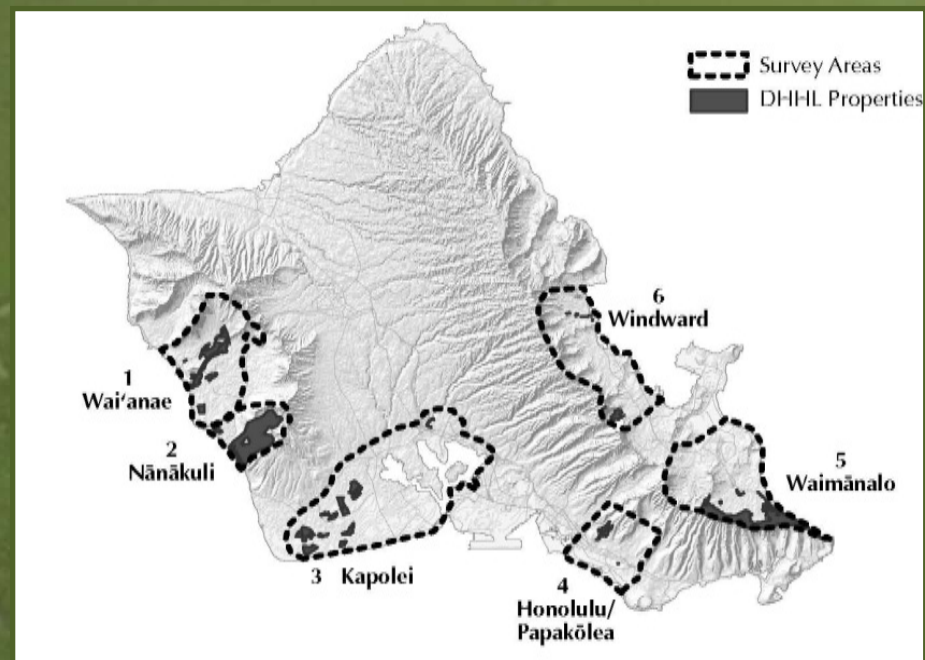 Survey Areas
DHHL Properties
6
Windward
1
Wai‘anae
2
Nānākuli
5
Waimānalo
3 Kapolei
4
Honolulu/
Papakōlea